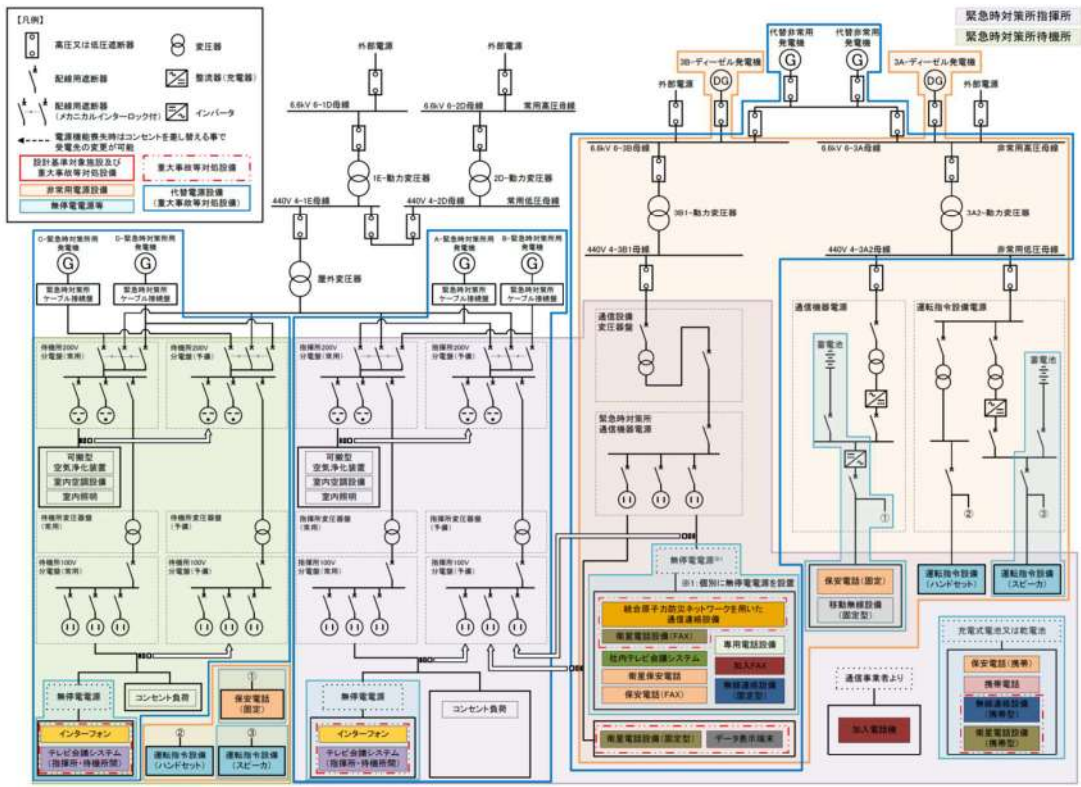 【凡例】
高圧又は低圧遮断器
変圧器
配線用遮断器
整流器(充電器)
配線用遮断器
(メカニカルインターロック付)
インバータ
電源機能喪失時はコンセントを差し替える事で
受電先の変更が可能
設計基準対象施設及び
重大事故等対処設備
重大事故等対処設備
非常用電源設備
代替電源設備
(重大事故等対処設備)
無停電電源等
緊急時対策所指揮所
緊急時対策所待機所
外部電源
外部電源
6.6kV 6-1D母線
6.6kV 6-2D母線
常用高圧母線
1E-動力変圧器
2D-動力変圧器
440V 4-1E母線
440V 4-2D母線
常用低圧母線
屋外変圧器
代替非常用
発電機
G
代替非常用
発電機
G
3B-ディーゼル発電機
DG
3A-ディーゼル発電機
DG
外部電源
外部電源
6.6kV 6-3B母線
6.6kV 6-3A母線
非常用高圧母線
3B1-動力変圧器
3A2-動力変圧器
440V 4-3B1母線
440V 4-3A2母線
非常用低圧母線
C-緊急時対策所用
発電機
G
D-緊急時対策所用
発電機
G
A-緊急時対策所用
発電機
G
B-緊急時対策所用
発電機
G
緊急時対策所
ケーブル接続盤
緊急時対策所
ケーブル接続盤
緊急時対策所
ケーブル接続盤
緊急時対策所
ケーブル接続盤
待機所200V
分電盤(常用)
待機所200V
分電盤(予備)
指揮所200V
分電盤(常用)
指揮所200V
分電盤(予備)
可搬型
空気浄化装置
室内空調設備
室内照明
可搬型
空気浄化装置
室内空調設備
室内照明
待機所変圧器盤
(常用)
待機所変圧器盤
(予備)
指揮所変圧器盤
(常用)
指揮所変圧器盤
(予備)
待機所100V
分電盤(常用)
待機所100V
分電盤(予備)
指揮所100V
分電盤(常用)
指揮所100V
分電盤(予備)
無停電電源
コンセント負荷
インターフォン
テレビ会議システム
(指揮所・待機所間)
①
保安電話
(固定)
②
運転指令設備
(ハンドセット)
③
運転指令設備
(スピーカ)
無停電電源
コンセント負荷
インターフォン
テレビ会議システム
(指揮所・待機所間)
通信設備
変圧器盤
緊急時対策所
通信機器電源
無停電電源※1
※1:個別に無停電電源を設置
統合原子力防災ネットワークを用いた
通信連絡設備
衛星電話設備(FAX)
専用電話設備
社内テレビ会議システム
加入FAX
衛星保安電話
保安電話(FAX)
無線連絡設備
(固定型)
衛星電話設備(固定型)
データ表示端末
通信機器電源
蓄電池
①
運転指令設備電源
蓄電池
②
③
保安電話(固定)
移動無線設備
(固定型)
運転指令設備
(ハンドセット)
運転指令設備
(スピーカ)
通信事業者より
加入電話機
充電式電池又は乾電池
保安電話(携帯)
携帯電話
無線連絡設備
(携帯型)
衛星電話設備
(携帯型)